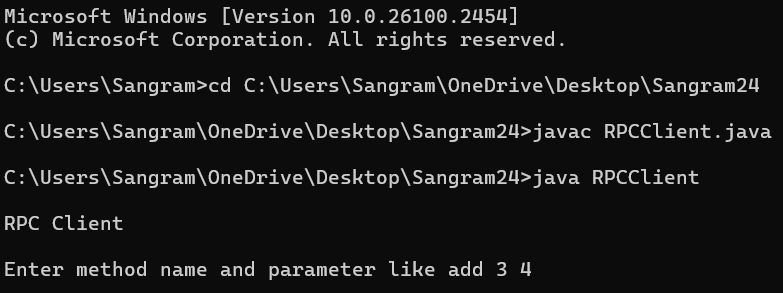 Microsoft Windows [Version 10.0.26100.2454]
(c) Microsoft Corporation. All rights reserved.
C:\Users\Sangram>cd C:\Users\Sangram\OneDrive\Desktop\Sangram24
C:\Users\Sangram\OneDrive\Desktop\Sangram24>javac RPCClient.java
C:\Users\Sangram\OneDrive\Desktop\Sangram24>java RPCClient
RPC Client
Enter method name and parameter like add 3 4